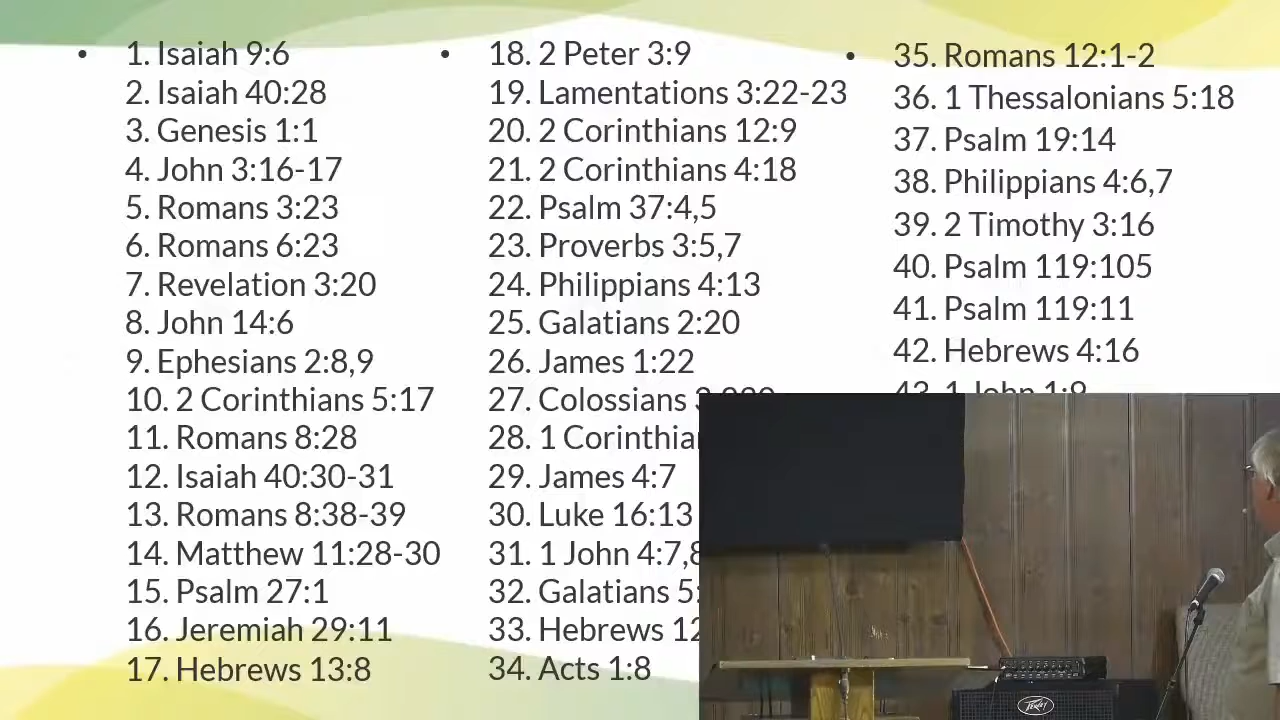 1. Isaiah 9:6
2. Isaiah 40:28
3. Genesis 1:1
4. John 3:16-17
5. Romans 3:23
6. Romans 6:23
7. Revelation 3:20
8. John 14:6
9. Ephesians 2:8,9
10. 2 Corinthians 5:17
11. Romans 8:28
12. Isaiah 40:30-31
13. Romans 8:38-39
14. Matthew 11:28-30
15. Psalm 27:1
16. Jeremiah 29:11
17. Hebrews 13:8
18. 2 Peter 3:9
19. Lamentations 3:22-23
20. 2 Corinthians 12:9
21. 2 Corinthians 4:18
22. Psalm 37:4,5
23. Proverbs 3:5,7
24. Philippians 4:13
25. Galatians 2:20
26. James 1:22
27. Colossians
28. 1
29. James 4:7
30. Luke 16:13
31. 1 John 4:7,8
32. Galatians 5:
33. Hebrews 12
34. Acts 1:8
35. Romans 12:1-2
36. 1 Thessalonians 5:18
37. Psalm 19:14
38. Philippians 4:6,7
39. 2 Timothy 3:16
40. Psalm 119:105
41. Psalm 119:11
42. Hebrews 4:16
43. 1 John 1:9
PEAVEY